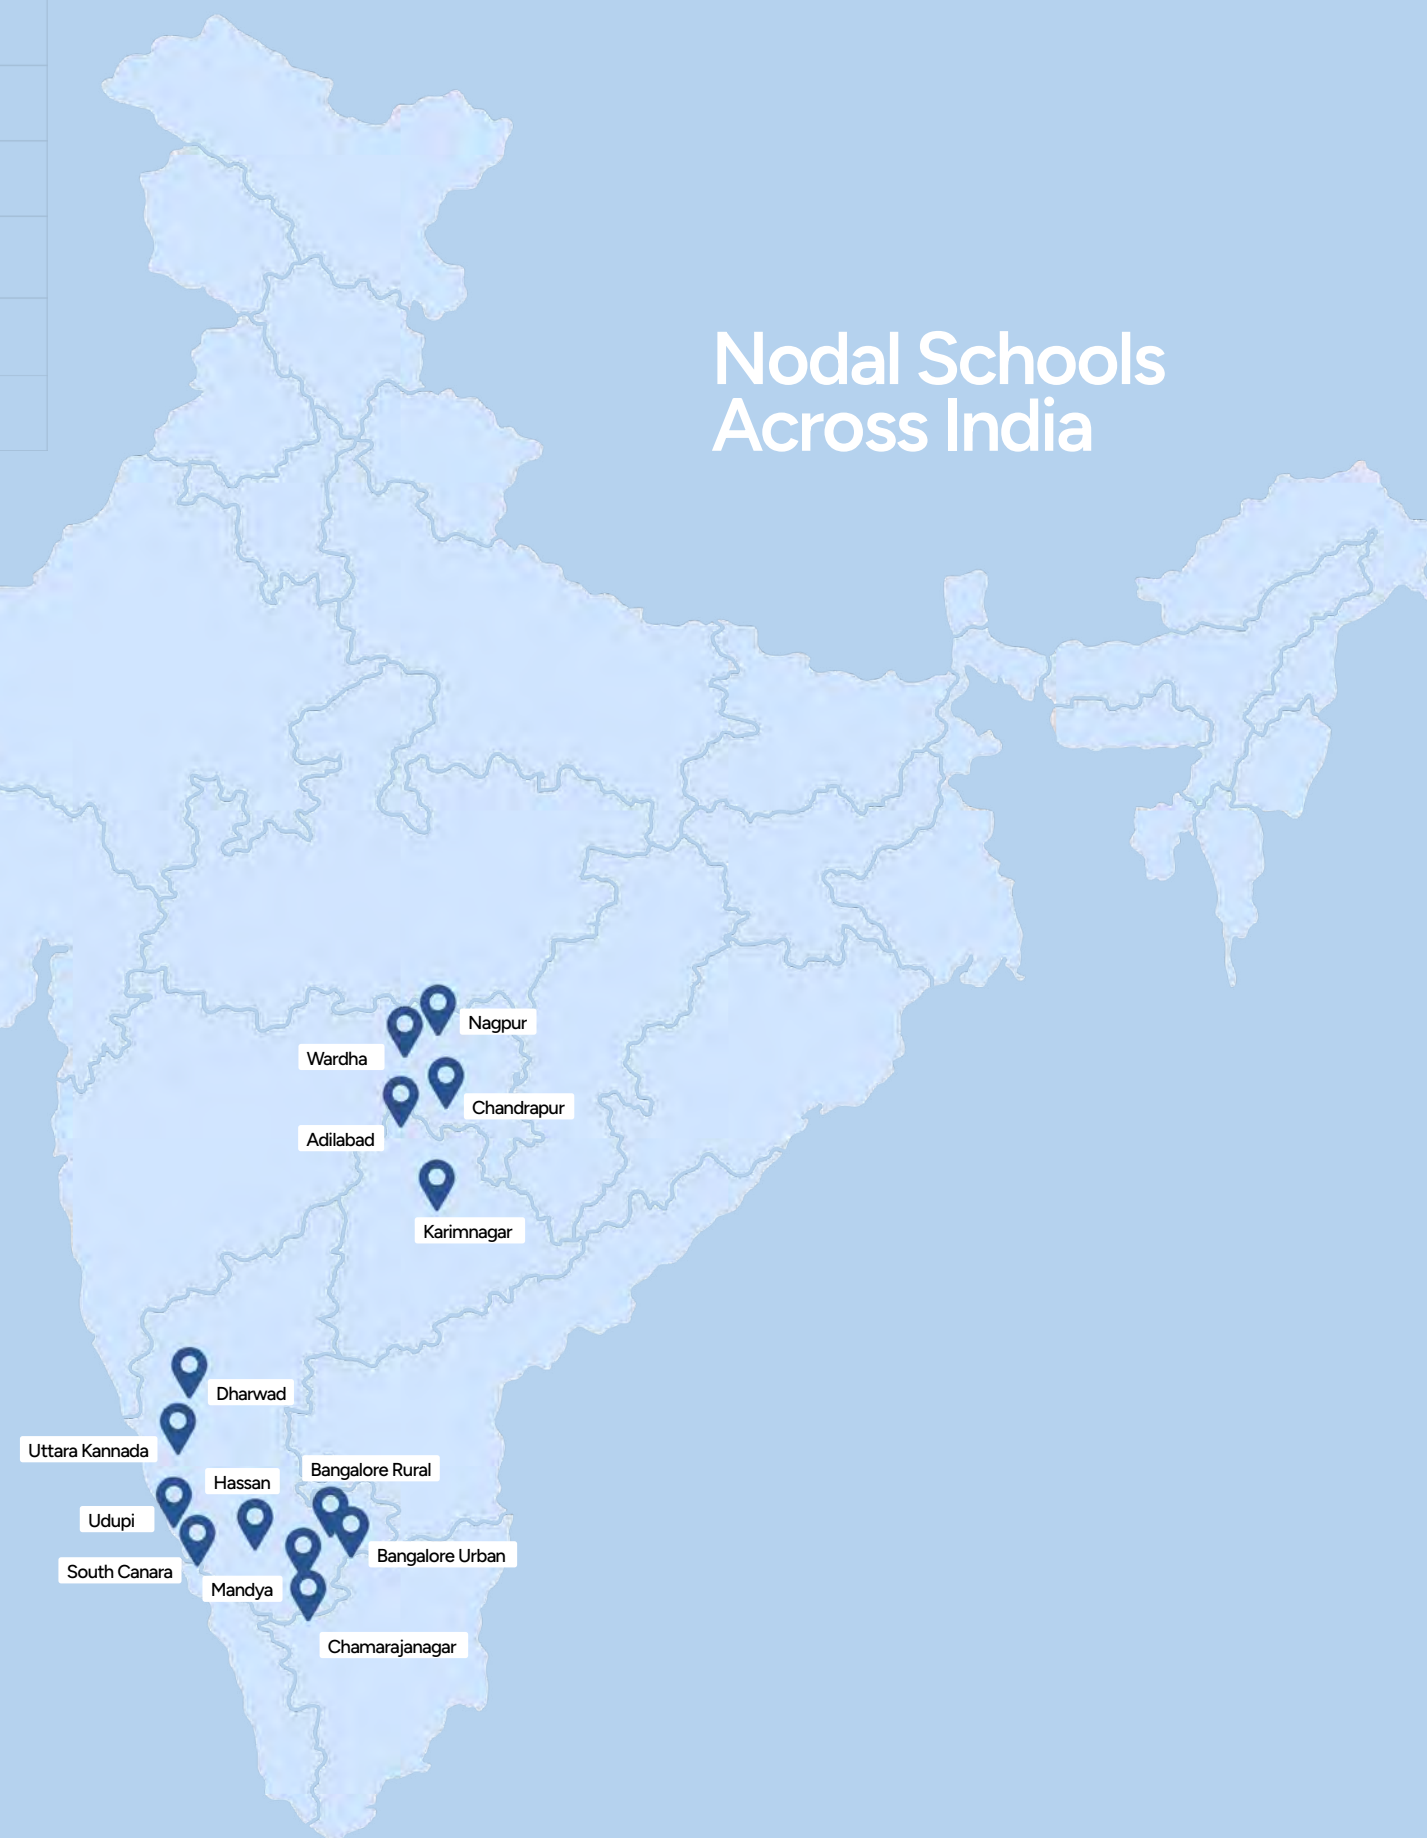 Nodal Schools
Across India
Nagpur
Wardha
Chandrapur
Adilabad
Karimnagar
Dharwad
Uttara Kannada
Bangalore Rural
Hassan
Udupi
Bangalore Urban
South Canara
Mandya
Chamarajanagar